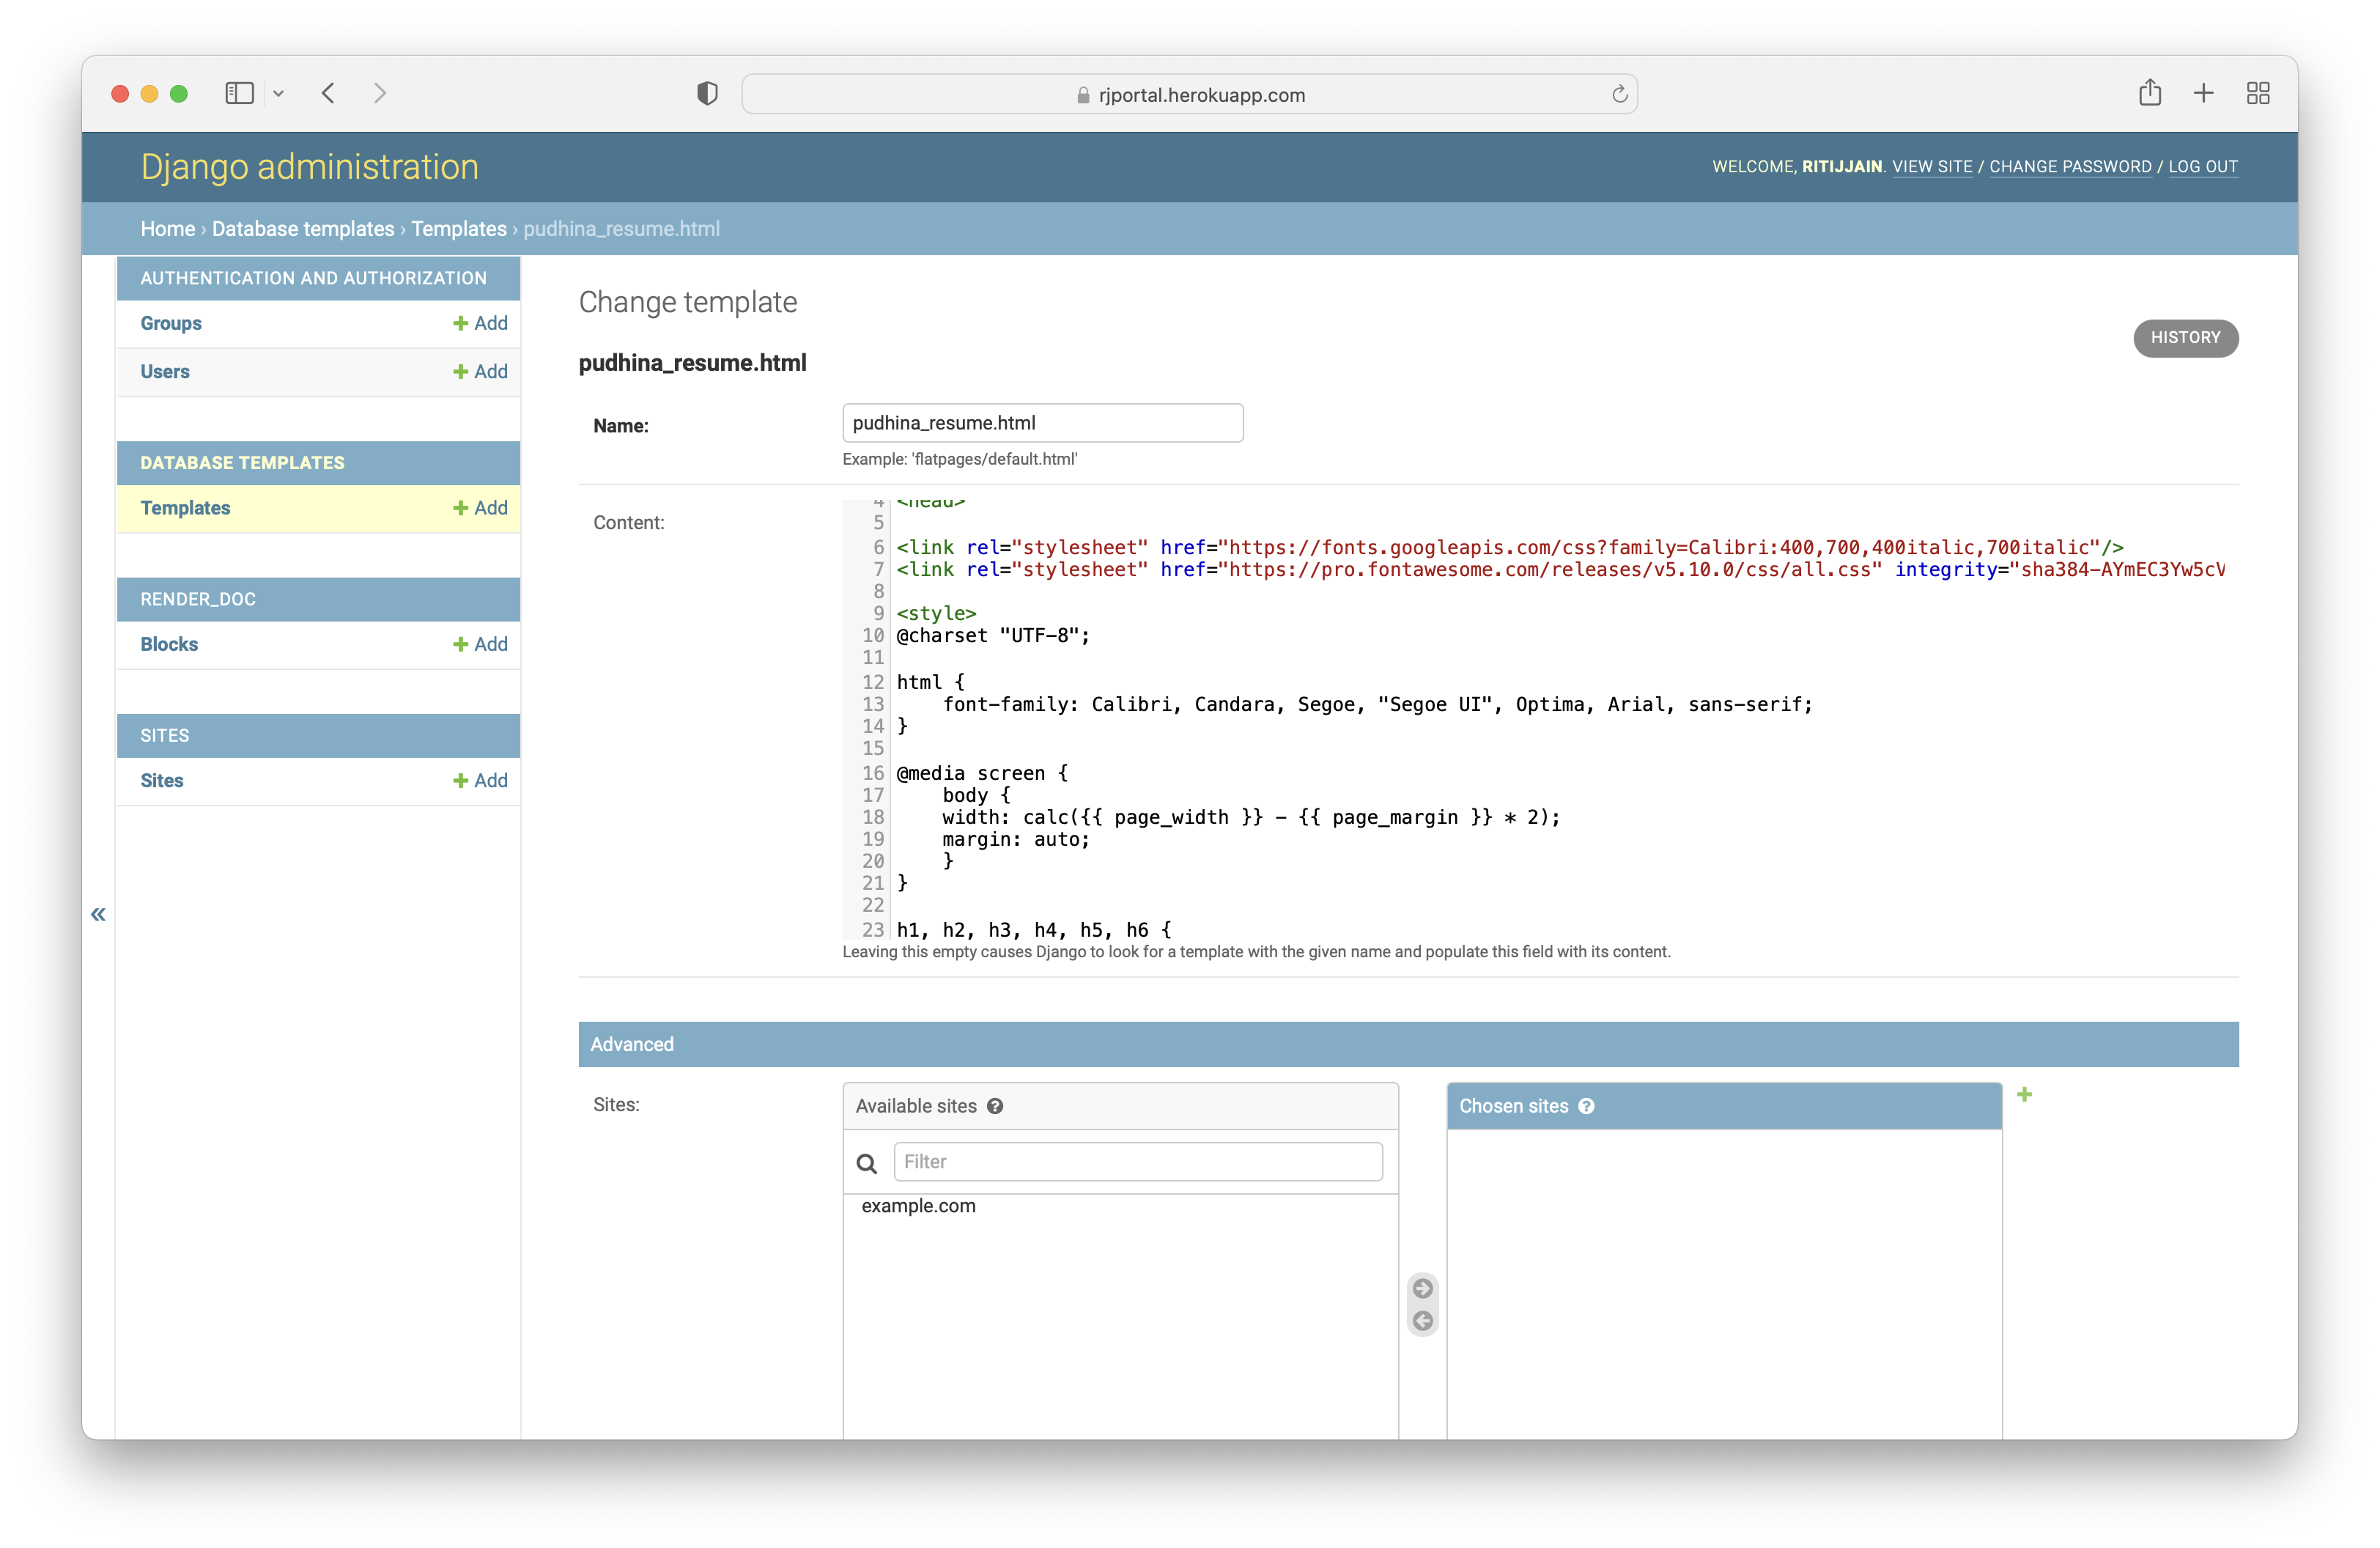 rjportal.herokuapp.com
Django administration
WELCOME, RITIJJAIN. VIEW SITE / CHANGE PASSWORD / LOG OUT
Home › Database templates › Templates › pudhina_resume.html
AUTHENTICATION AND AUTHORIZATION
Groups + Add
Users + Add
DATABASE TEMPLATES
Templates + Add
RENDER_DOC
Blocks + Add
SITES
Sites + Add
«
Change template
HISTORY
pudhina_resume.html
Name: pudhina_resume.html
Example: 'flatpages/default.html'
Content:
4 <head>
5
6 <link rel="stylesheet" href="https://fonts.googleapis.com/css?family=Calibri:400,700,400italic,700italic"/>
7 <link rel="stylesheet" href="https://pro.fontawesome.com/releases/v5.10.0/css/all.css" integrity="sha384-AYmEC3Yw5cV
8
9 <style>
10 @charset "UTF-8";
11
12 html {
13     font-family: Calibri, Candara, Segoe, "Segoe UI", Optima, Arial, sans-serif;
14 }
15
16 @media screen {
17     body {
18     width: calc({{ page_width }} - {{ page_margin }} * 2);
19     margin: auto;
20     }
21 }
22
23 h1, h2, h3, h4, h5, h6 {
Leaving this empty causes Django to look for a template with the given name and populate this field with its content.
Advanced
Sites:
Available sites ?
Filter
example.com
Chosen sites ?
+